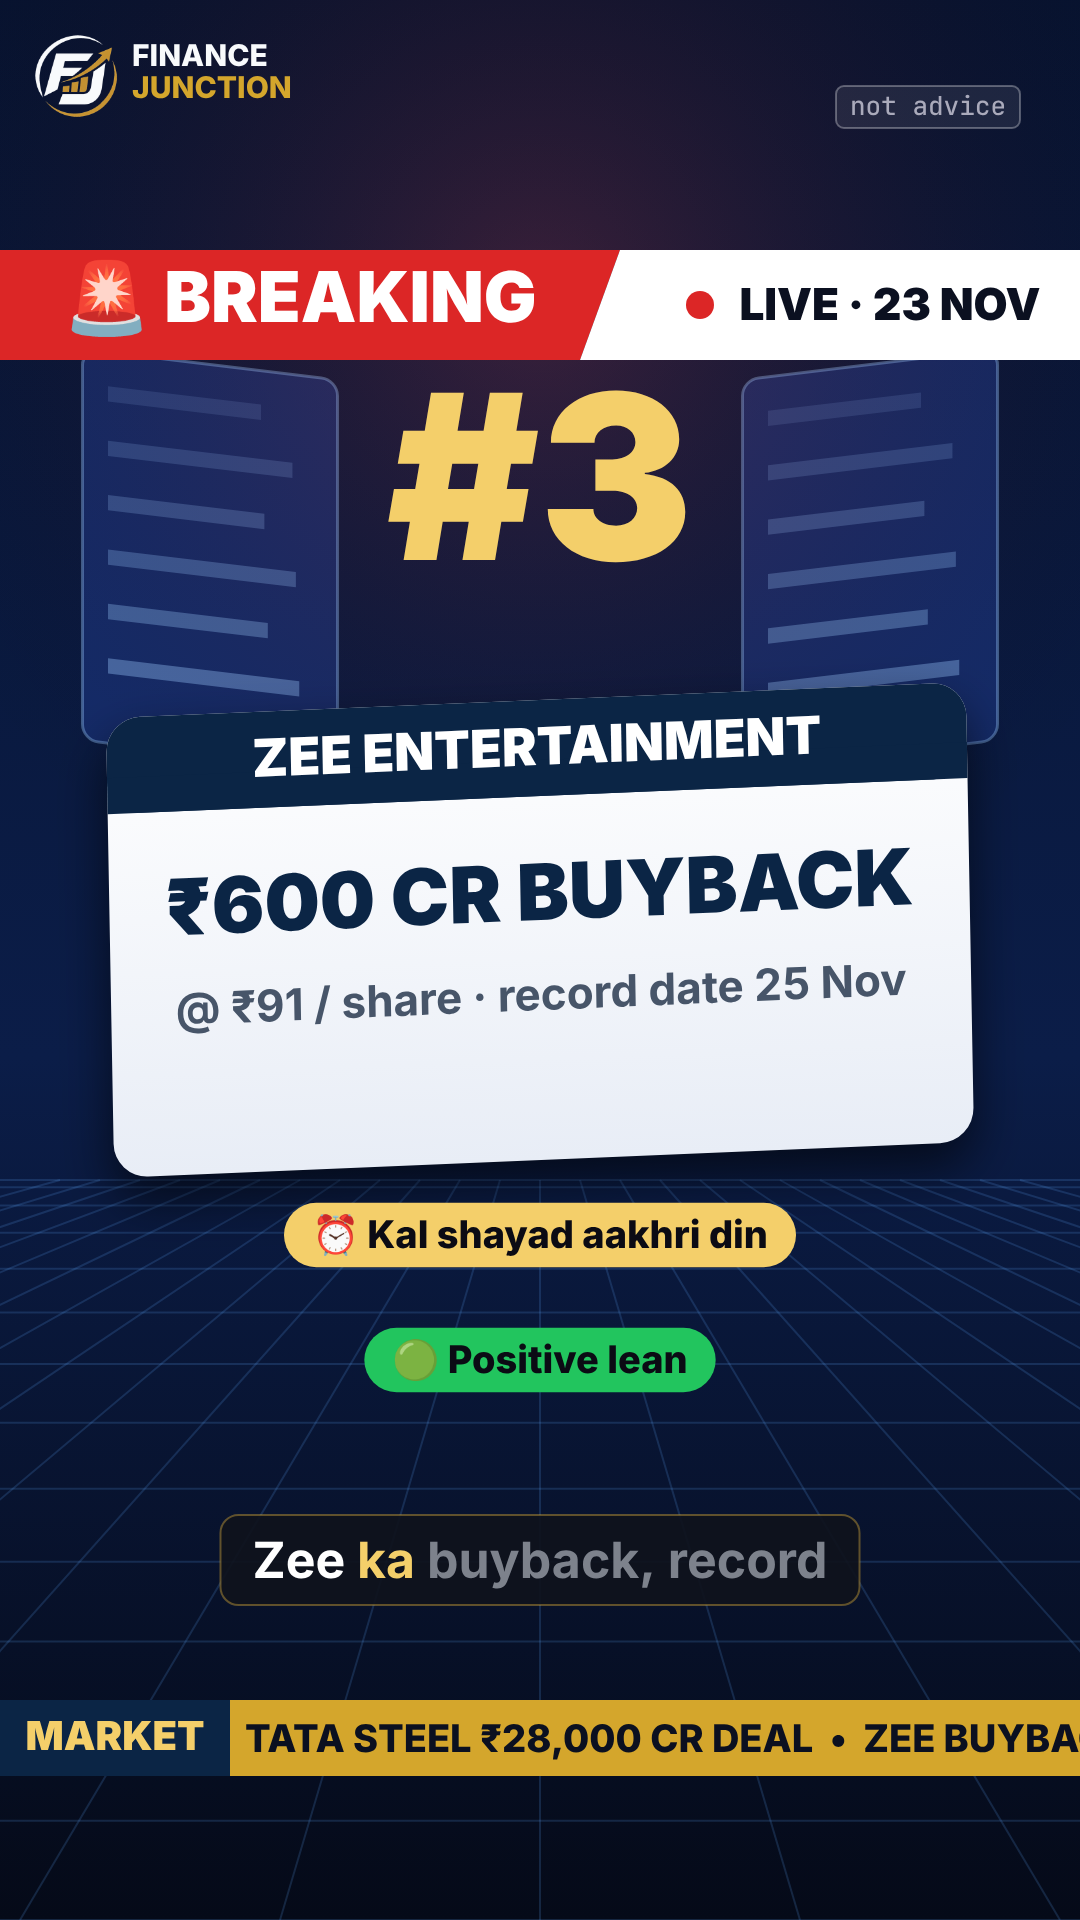 FINANCE
JUNCTION
not advice
🚨 BREAKING
LIVE · 23 NOV
#3
ZEE ENTERTAINMENT
₹600 CR BUYBACK
@ ₹91 / share · record date 25 Nov
⏰ Kal shayad aakhri din
🟢 Positive lean
Zee ka buyback, record
MARKET
TATA STEEL ₹28,000 CR DEAL • ZEE BUYBA